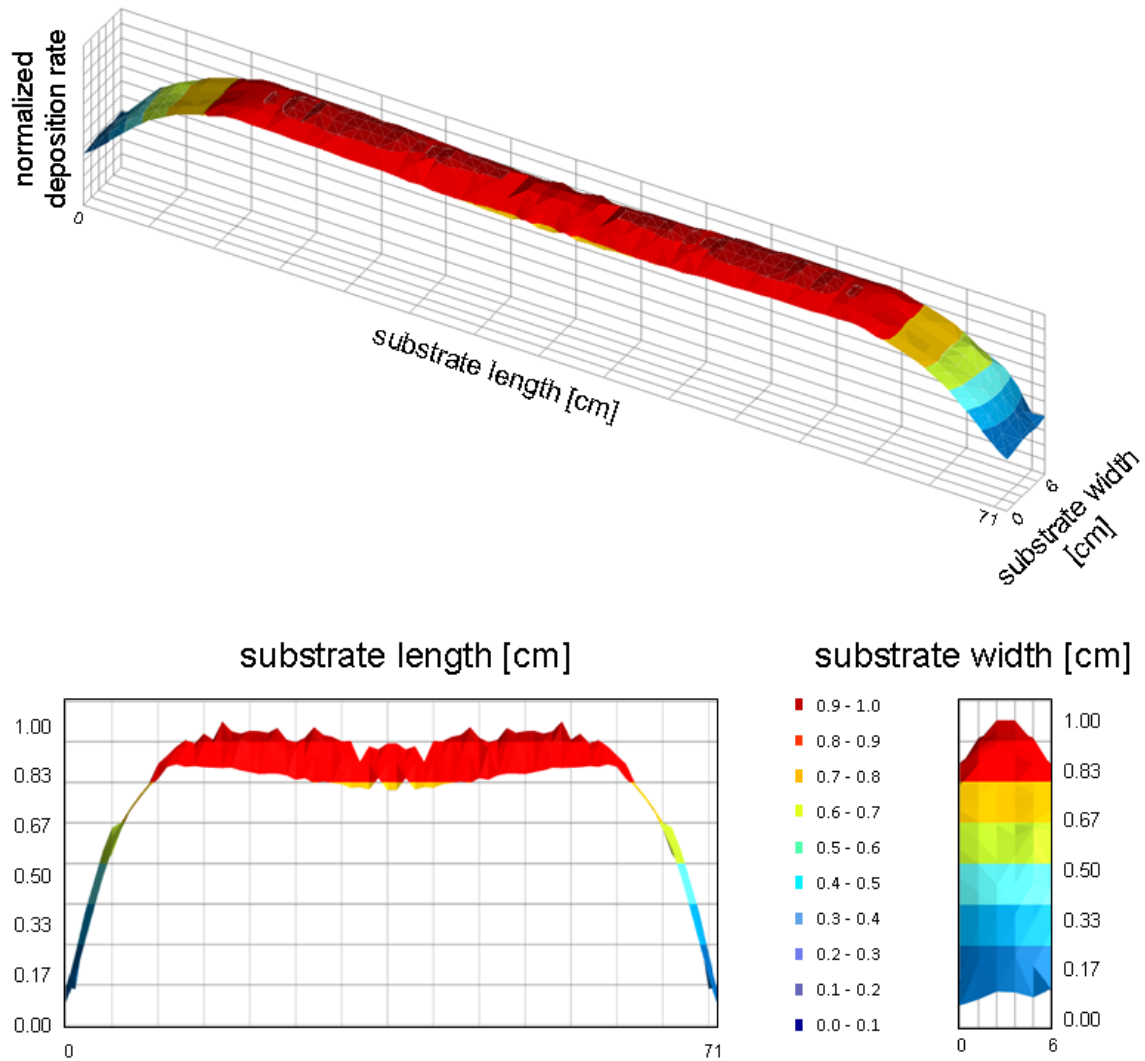 normalized
deposition rate
0
substrate length [cm]
71
0
6
substrate width
[cm]
substrate length [cm]
1.00
0.83
0.67
0.50
0.33
0.17
0.00
0
71
substrate width [cm]
0.9 - 1.0
0.8 - 0.9
0.7 - 0.8
0.6 - 0.7
0.5 - 0.6
0.4 - 0.5
0.3 - 0.4
0.2 - 0.3
0.1 - 0.2
0.0 - 0.1
1.00
0.83
0.67
0.50
0.33
0.17
0.00
0
6